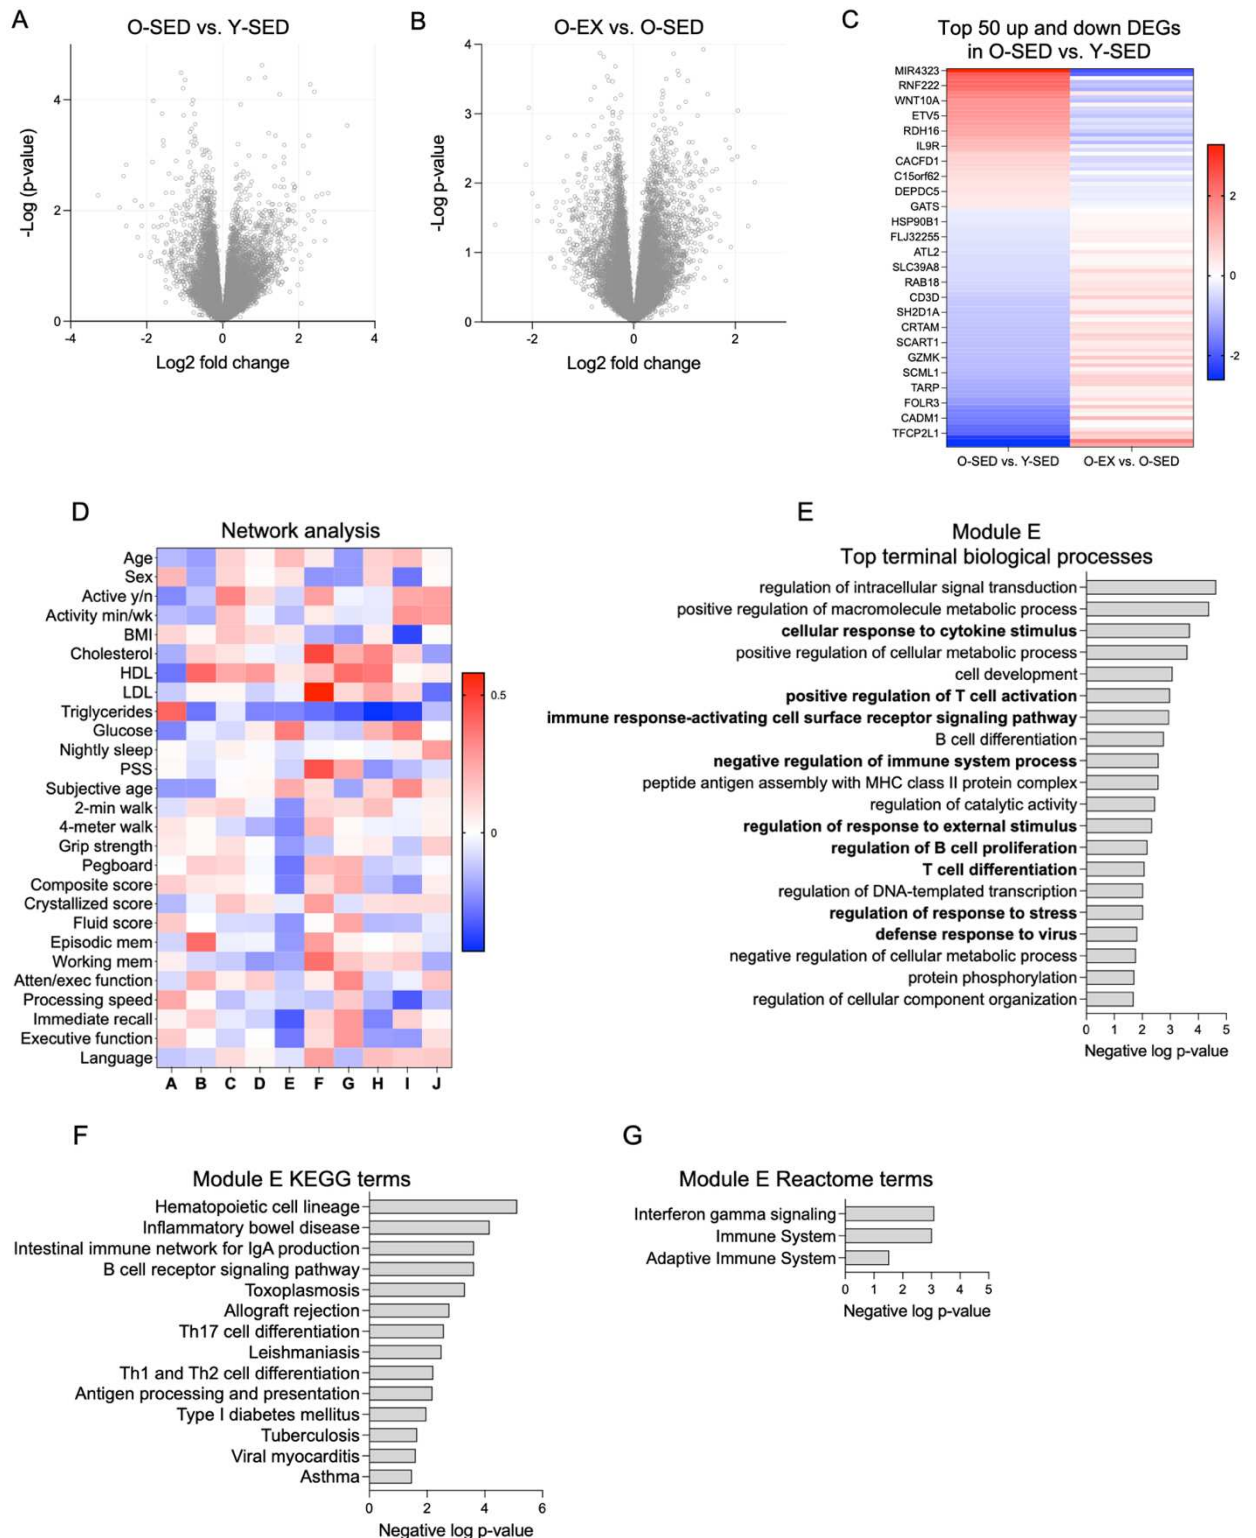 A
O-SED vs. Y-SED
-Log (p-value)
4
2
0
-4
-2
0
2
4
Log2 fold change
B
O-EX vs. O-SED
-Log p-value
4
3
2
1
0
-2
0
2
Log2 fold change
C
Top 50 up and down DEGs
in O-SED vs. Y-SED
MIR4323
RNF222
WNT10A
ETV5
RDH16
IL9R
CACFD1
C15orf62
DEPDC5
GATS
HSP90B1
FLJ32255
ATL2
SLC39A8
RAB18
CD3D
SH2D1A
CRTAM
SCART1
GZMK
SCML1
TARP
FOLR3
CADM1
TFCP2L1
O-SED vs. Y-SED
O-EX vs. O-SED
2
0
-2
D
Network analysis
Age
Sex
Active y/n
Activity min/wk
BMI
Cholesterol
HDL
LDL
Triglycerides
Glucose
Nightly sleep
PSS
Subjective age
2-min walk
4-meter walk
Grip strength
Pegboard
Composite score
Crystallized score
Fluid score
Episodic mem
Working mem
Atten/exec function
Processing speed
Immediate recall
Executive function
Language
A B C D E F G H I J
0.5
0
E
Module E
Top terminal biological processes
regulation of intracellular signal transduction
positive regulation of macromolecule metabolic process
cellular response to cytokine stimulus
positive regulation of cellular metabolic process
cell development
positive regulation of T cell activation
immune response-activating cell surface receptor signaling pathway
B cell differentiation
negative regulation of immune system process
peptide antigen assembly with MHC class II protein complex
regulation of catalytic activity
regulation of response to external stimulus
regulation of B cell proliferation
T cell differentiation
regulation of DNA-templated transcription
regulation of response to stress
defense response to virus
negative regulation of cellular metabolic process
protein phosphorylation
regulation of cellular component organization
0 1 2 3 4 5
Negative log p-value
F
Module E KEGG terms
Hematopoietic cell lineage
Inflammatory bowel disease
Intestinal immune network for IgA production
B cell receptor signaling pathway
Toxoplasmosis
Allograft rejection
Th17 cell differentiation
Leishmaniasis
Th1 and Th2 cell differentiation
Antigen processing and presentation
Type I diabetes mellitus
Tuberculosis
Viral myocarditis
Asthma
0 2 4 6
Negative log p-value
G
Module E Reactome terms
Interferon gamma signaling
Immune System
Adaptive Immune System
0 1 2 3 4 5
Negative log p-value